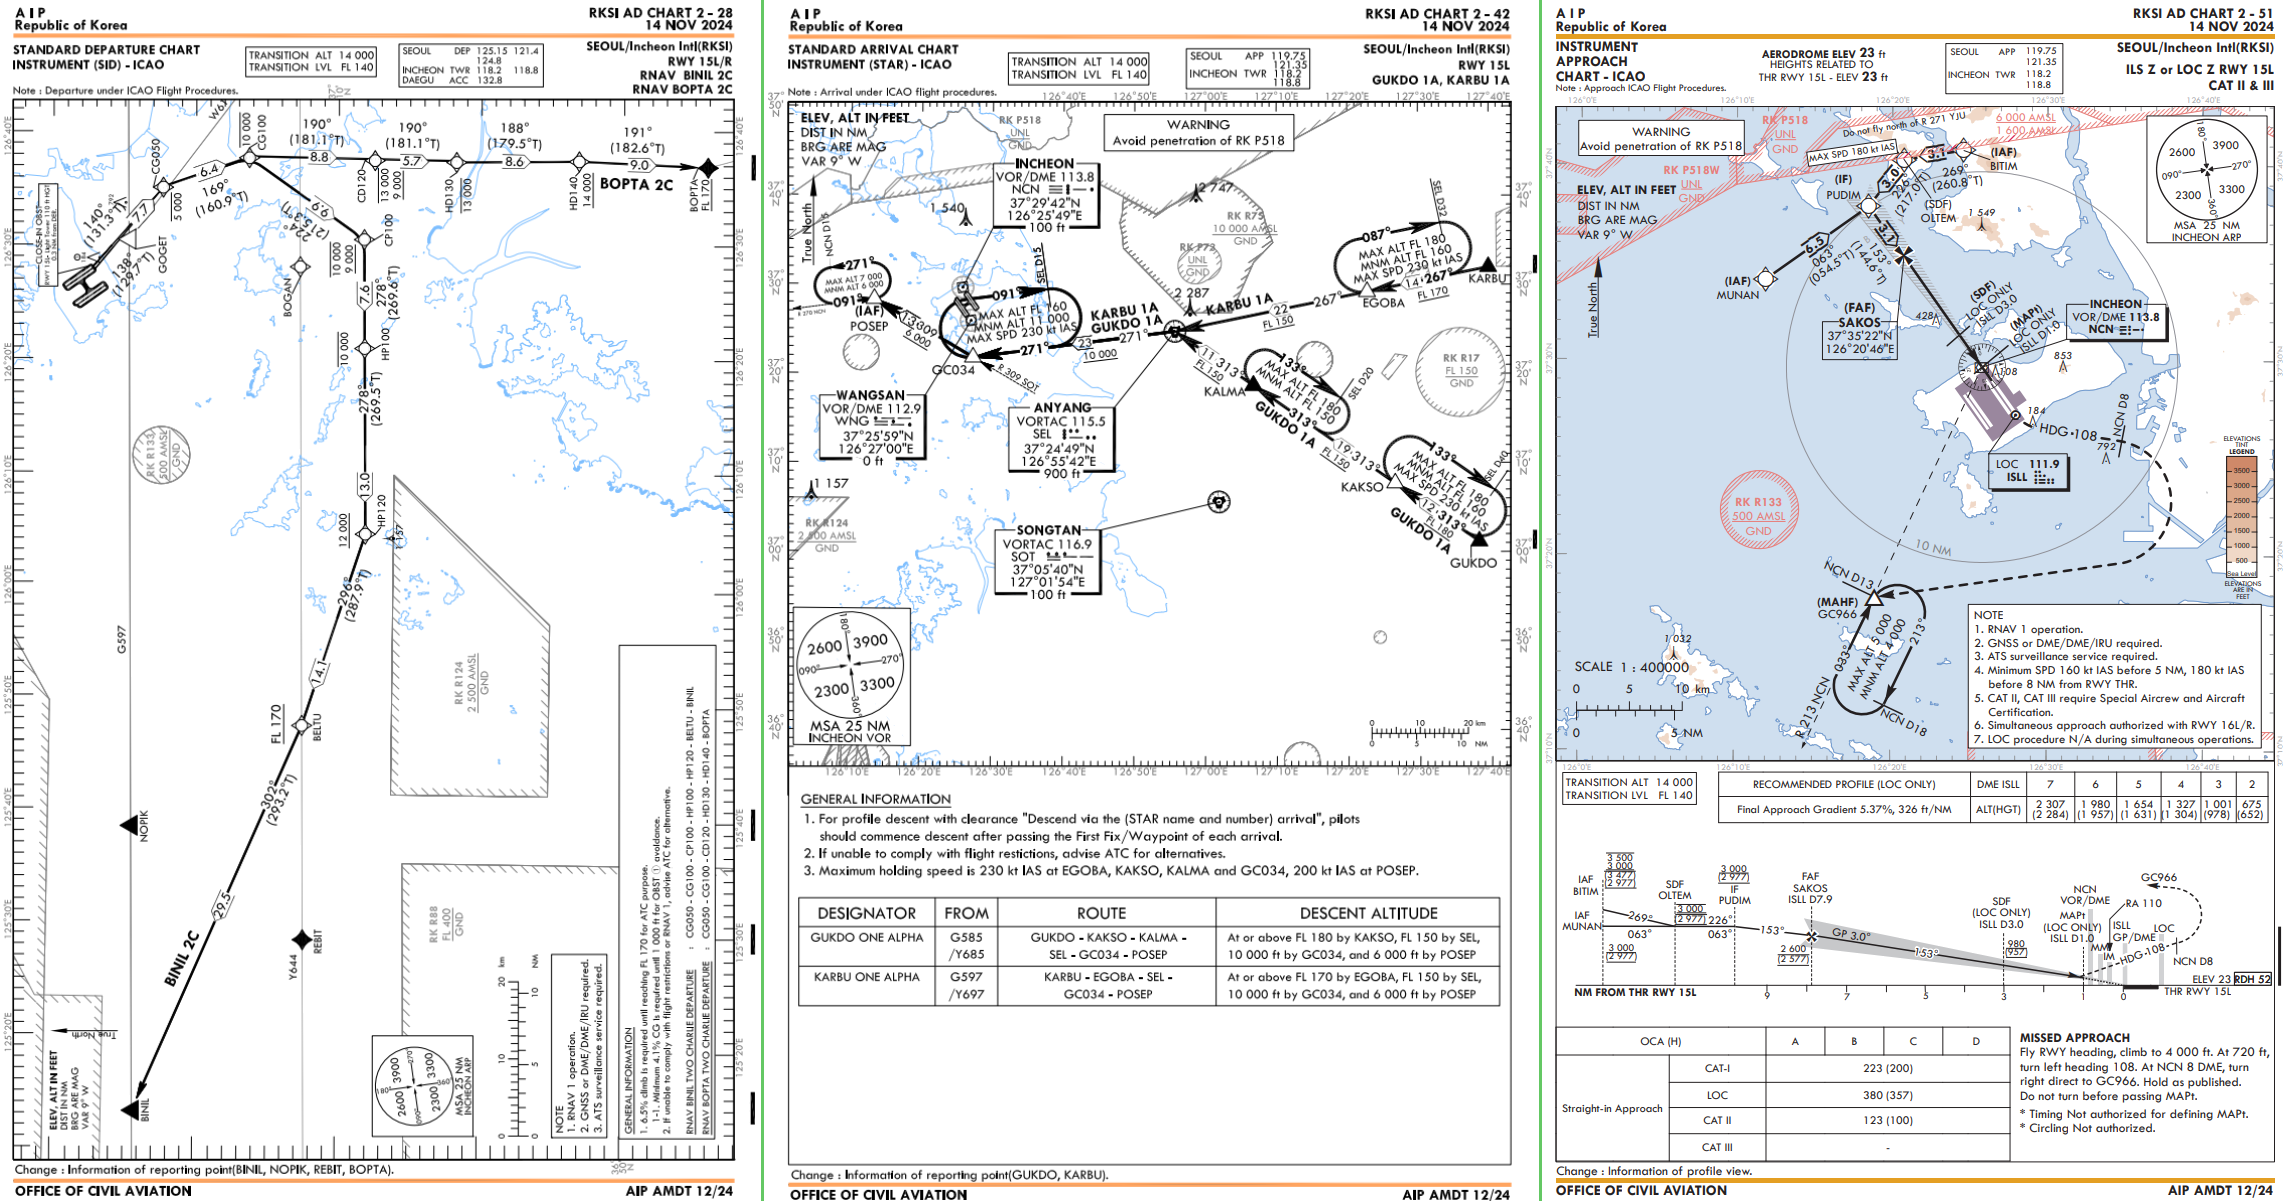 AIP
Republic of Korea
RKSI AD CHART 2 - 28
14 NOV 2024
STANDARD DEPARTURE CHART
INSTRUMENT (SID) - ICAO
TRANSITION ALT 14 000
TRANSITION LVL FL 140
SEOUL DEP 125.15 121.4
124.8
INCHEON TWR 118.2 118.8
DAEGU ACC 132.8
SEOUL/Incheon Intl(RKSI)
RWY 15L/R
RNAV BINIL 2C
RNAV BOPTA 2C
Note : Departure under ICAO Flight Procedures.
10 000
CG100
190°
(181.1°T)
8.8
190°
(181.1°T)
5.7
188°
(179.5°T)
8.6
191°
(182.6°T)
9.0
BOPTA 2C
BOPTA
FL 170
CG050
5 000
6.4
169°
(160.9°T)
CD120
13 000
9 000
HD130
13 000
HD140
14 000
140°
(131.3°T)
7.7
138°
(129.7°T)
GOGET
9.9
10 000
9 000
CP100
BOGAN
7.6
278°
(269.6°T)
10 000
HP100
278°
(269.5°T)
3.0
12 000
HP120
RK R133
500 AMSL
GND
296°
(287.9°T)
14.1
G597
RK R124
2 500 AMSL
GND
FL 170
BELTU
302°
(293.2°T)
NOPIK
29.5
BINIL 2C
RK R88
FL 400
GND
REBIT
Y644
True North
BINIL
ELEV, ALT IN FEET
DIST IN NM
BRG ARE MAG
VAR 9° W
2600 3900
2300 3300
MSA 25 NM
INCHEON ARP
NOTE
1. RNAV 1 operation.
2. GNSS or DME/DME/IRU required.
3. ATS surveillance service required.
GENERAL INFORMATION
1. 6.5% climb is required until reaching FL 170 for ATC purpose.
1-1. Minimum 4.1% CG is required until 1 000 ft for OBST ① avoidance.
2. If unable to comply with flight restrictions or RNAV 1, advise ATC for alternative.
RNAV BINIL TWO CHARLIE DEPARTURE : CG050 - CG100 - CP100 - HP100 - HP120 - BELTU - BINIL
RNAV BOPTA TWO CHARLIE DEPARTURE : CG050 - CG100 - CD120 - HD130 - HD140 - BOPTA
Change : Information of reporting point(BINIL, NOPIK, REBIT, BOPTA).
OFFICE OF CIVIL AVIATION
AIP AMDT 12/24
AIP
Republic of Korea
RKSI AD CHART 2 - 42
14 NOV 2024
STANDARD ARRIVAL CHART
INSTRUMENT (STAR) - ICAO
TRANSITION ALT 14 000
TRANSITION LVL FL 140
SEOUL APP 119.75
121.35
INCHEON TWR 118.2
118.8
SEOUL/Incheon Intl(RKSI)
RWY 15L
GUKDO 1A, KARBU 1A
Note : Arrival under ICAO flight procedures.
ELEV, ALT IN FEET
DIST IN NM
BRG ARE MAG
VAR 9° W
RK P518
UNL
GND
WARNING
Avoid penetration of RK P518
INCHEON
VOR/DME 113.8
NCN
37°29'42"N
126°25'49"E
100 ft
True North
NCN D15
1 540
2 747
RK R75
10 000 AMSL
GND
RK P73
UNL
GND
2 287
SEL D32
087°
MAX ALT FL 180
MNM ALT FL 160
MAX SPD 230 kt IAS
14 267°
FL 170
KARBU
EGOBA
271°
MAX ALT 7 000
MNM ALT 6 000
091°
(IAF)
POSEP
13 309°
5 000
SEL D15
091°
MNM ALT 11 000
MAX SPD 230 kt IAS
KARBU 1A
GUKDO 1A
271°
23
10 000
271°
GC034
R 309 SOT
KARBU 1A
267°
22
FL 150
11 313°
FL 150
KALMA
133°
MAX ALT FL 180
MNM ALT FL 150
SEL D20
313°
GUKDO 1A
19 313°
FL 150
RK R17
FL 150
GND
WANGSAN
VOR/DME 112.9
WNG
37°25'59"N
126°27'00"E
0 ft
ANYANG
VORTAC 115.5
SEL
37°24'49"N
126°55'42"E
900 ft
KAKSO
133°
MAX ALT FL 180
MNM ALT FL 160
MAX SPD 230 kt IAS
SEL D40
12 313°
FL 180
GUKDO 1A
GUKDO
1 157
RK R124
2 500 AMSL
GND
SONGTAN
VORTAC 116.9
SOT
37°05'40"N
127°01'54"E
100 ft
2600 3900
2300 3300
MSA 25 NM
INCHEON VOR
GENERAL INFORMATION
1. For profile descent with clearance "Descend via the (STAR name and number) arrival", pilots
should commence descent after passing the First Fix/Waypoint of each arrival.
2. If unable to comply with flight restictions, advise ATC for alternatives.
3. Maximum holding speed is 230 kt IAS at EGOBA, KAKSO, KALMA and GC034, 200 kt IAS at POSEP.
DESIGNATOR FROM ROUTE DESCENT ALTITUDE
GUKDO ONE ALPHA G585 GUKDO - KAKSO - KALMA - At or above FL 180 by KAKSO, FL 150 by SEL,
/Y685 SEL - GC034 - POSEP 10 000 ft by GC034, and 6 000 ft by POSEP
KARBU ONE ALPHA G597 KARBU - EGOBA - SEL - At or above FL 170 by EGOBA, FL 150 by SEL,
/Y697 GC034 - POSEP 10 000 ft by GC034, and 6 000 ft by POSEP
Change : Information of reporting point(GUKDO, KARBU).
OFFICE OF CIVIL AVIATION
AIP AMDT 12/24
AIP
Republic of Korea
RKSI AD CHART 2 - 51
14 NOV 2024
INSTRUMENT
APPROACH
CHART - ICAO
AERODROME ELEV 23 ft
HEIGHTS RELATED TO
THR RWY 15L - ELEV 23 ft
SEOUL APP 119.75
121.35
INCHEON TWR 118.2
118.8
SEOUL/Incheon Intl(RKSI)
ILS Z or LOC Z RWY 15L
CAT II & III
Note : Approach ICAO Flight Procedures.
WARNING
Avoid penetration of RK P518
RK P518
UNL
GND
Do not fly north of R 271 YJU
6 000 AMSL
1 600 AMSL
MAX SPD 180 kt IAS
RK P518W
UNL
GND
ELEV, ALT IN FEET
DIST IN NM
BRG ARE MAG
VAR 9° W
True North
(IF)
PUDIM
3.0
226°
(217.0°T)
3.1
269°
(260.8°T)
(IAF)
BITIM
(SDF)
OLTEM
1 549
6.5
063°
(054.5°T)
(IAF)
MUNAN
3.1
153°
(144.6°T)
2600 3900
2300 3300
MSA 25 NM
INCHEON ARP
(FAF)
SAKOS
37°35'22"N
126°20'46"E
428
(SDF)
LOC ONLY
ISLL D3.0
(MAPt)
LOC ONLY
ISLL D1.0
INCHEON
VOR/DME 113.8
NCN
853
108
184
HDG 108
792
NCN D8
LOC 111.9
ISLL
RK R133
500 AMSL
GND
10 NM
ELEVATIONS
TINT
LEGEND
3500
3000
2500
2000
1500
1000
500
Sea Level
ELEVATIONS
ARE IN
FEET
NCN D13
(MAHF)
GC966
MAX ALT 5 000
MNM ALT 4 000
033°
213°
R 213 NCN
NCN D18
1 032
SCALE 1 : 400000
0 5 10 km
0 5 NM
NOTE
1. RNAV 1 operation.
2. GNSS or DME/DME/IRU required.
3. ATS surveillance service required.
4. Minimum SPD 160 kt IAS before 5 NM, 180 kt IAS
before 8 NM from RWY THR.
5. CAT II, CAT III require Special Aircrew and Aircraft
Certification.
6. Simultaneous approach authorized with RWY 16L/R.
7. LOC procedure N/A during simultaneous operations.
TRANSITION ALT 14 000
TRANSITION LVL FL 140
RECOMMENDED PROFILE (LOC ONLY) DME ISLL 7 6 5 4 3 2
Final Approach Gradient 5.37%, 326 ft/NM ALT(HGT) 2 307 1 980 1 654 1 327 1 001 675
(2 284) (1 957) (1 631) (1 304) (978) (652)
IAF
BITIM
3 500
3 000
(3 477)
(2 977)
IAF
MUNAN
3 000
(2 977)
269°
063°
SDF
OLTEM
3 000
(2 977)
226°
063°
3 000
(2 977)
IF
PUDIM
153°
FAF
SAKOS
ISLL D7.9
2 600
(2 577)
GP 3.0°
153°
SDF
(LOC ONLY)
ISLL D3.0
980
(957)
NCN
VOR/DME
MAPt
(LOC ONLY)
ISLL D1.0
MM
IM
RA 110
ISLL
GP/DME
LOC
GC966
HDG 108
NCN D8
ELEV 23 RDH 52
THR RWY 15L
NM FROM THR RWY 15L
9 7 5 3 1 0
OCA (H) A B C D
Straight-in Approach
CAT-I 223 (200)
LOC 380 (357)
CAT II 123 (100)
CAT III -
MISSED APPROACH
Fly RWY heading, climb to 4 000 ft. At 720 ft,
turn left heading 108. At NCN 8 DME, turn
right direct to GC966. Hold as published.
Do not turn before passing MAPt.
* Timing Not authorized for defining MAPt.
* Circling Not authorized.
Change : Information of profile view.
OFFICE OF CIVIL AVIATION
AIP AMDT 12/24